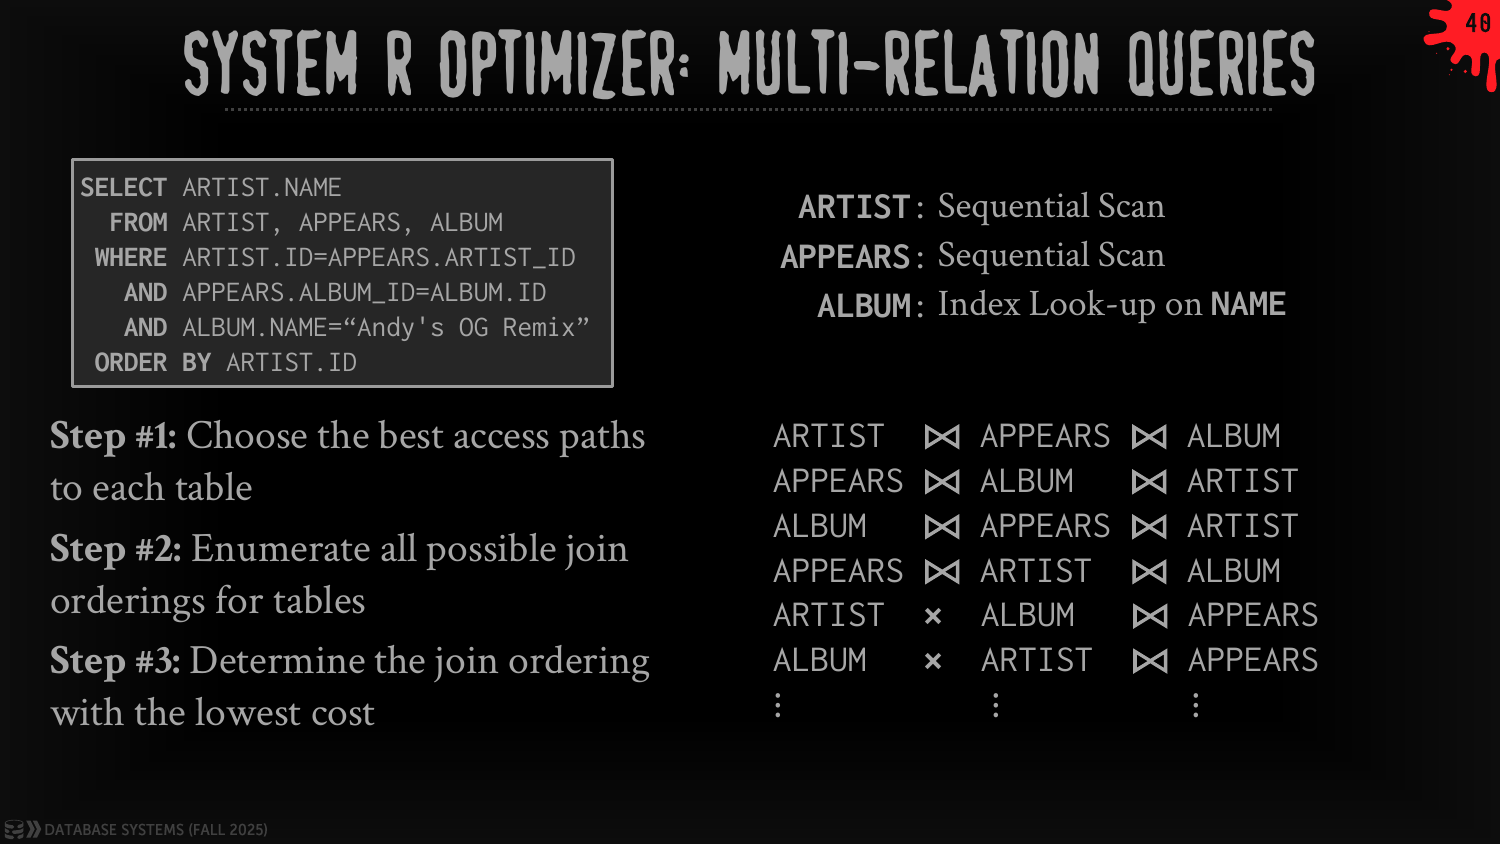 40
SYSTEM R OPTIMIZER: MULTI-RELATION QUERIES
SELECT ARTIST.NAME
FROM ARTIST, APPEARS, ALBUM
WHERE ARTIST.ID=APPEARS.ARTIST_ID
AND APPEARS.ALBUM_ID=ALBUM.ID
AND ALBUM.NAME=“Andy's OG Remix”
ORDER BY ARTIST.ID
Step #1: Choose the best access paths
to each table
Step #2: Enumerate all possible join
orderings for tables
Step #3: Determine the join ordering
with the lowest cost
ARTIST: Sequential Scan
APPEARS: Sequential Scan
ALBUM: Index Look-up on NAME
ARTIST ⋈ APPEARS ⋈ ALBUM
APPEARS ⋈ ALBUM ⋈ ARTIST
ALBUM ⋈ APPEARS ⋈ ARTIST
APPEARS ⋈ ARTIST ⋈ ALBUM
ARTIST × ALBUM ⋈ APPEARS
ALBUM × ARTIST ⋈ APPEARS
⋮ ⋮ ⋮
DATABASE SYSTEMS (FALL 2025)